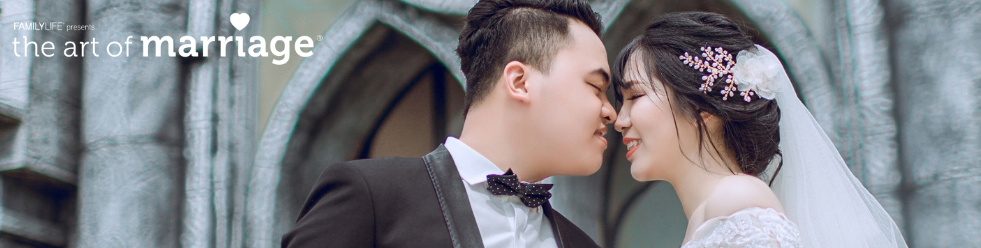 FAMILYLIFE® presents
the art of marriage®